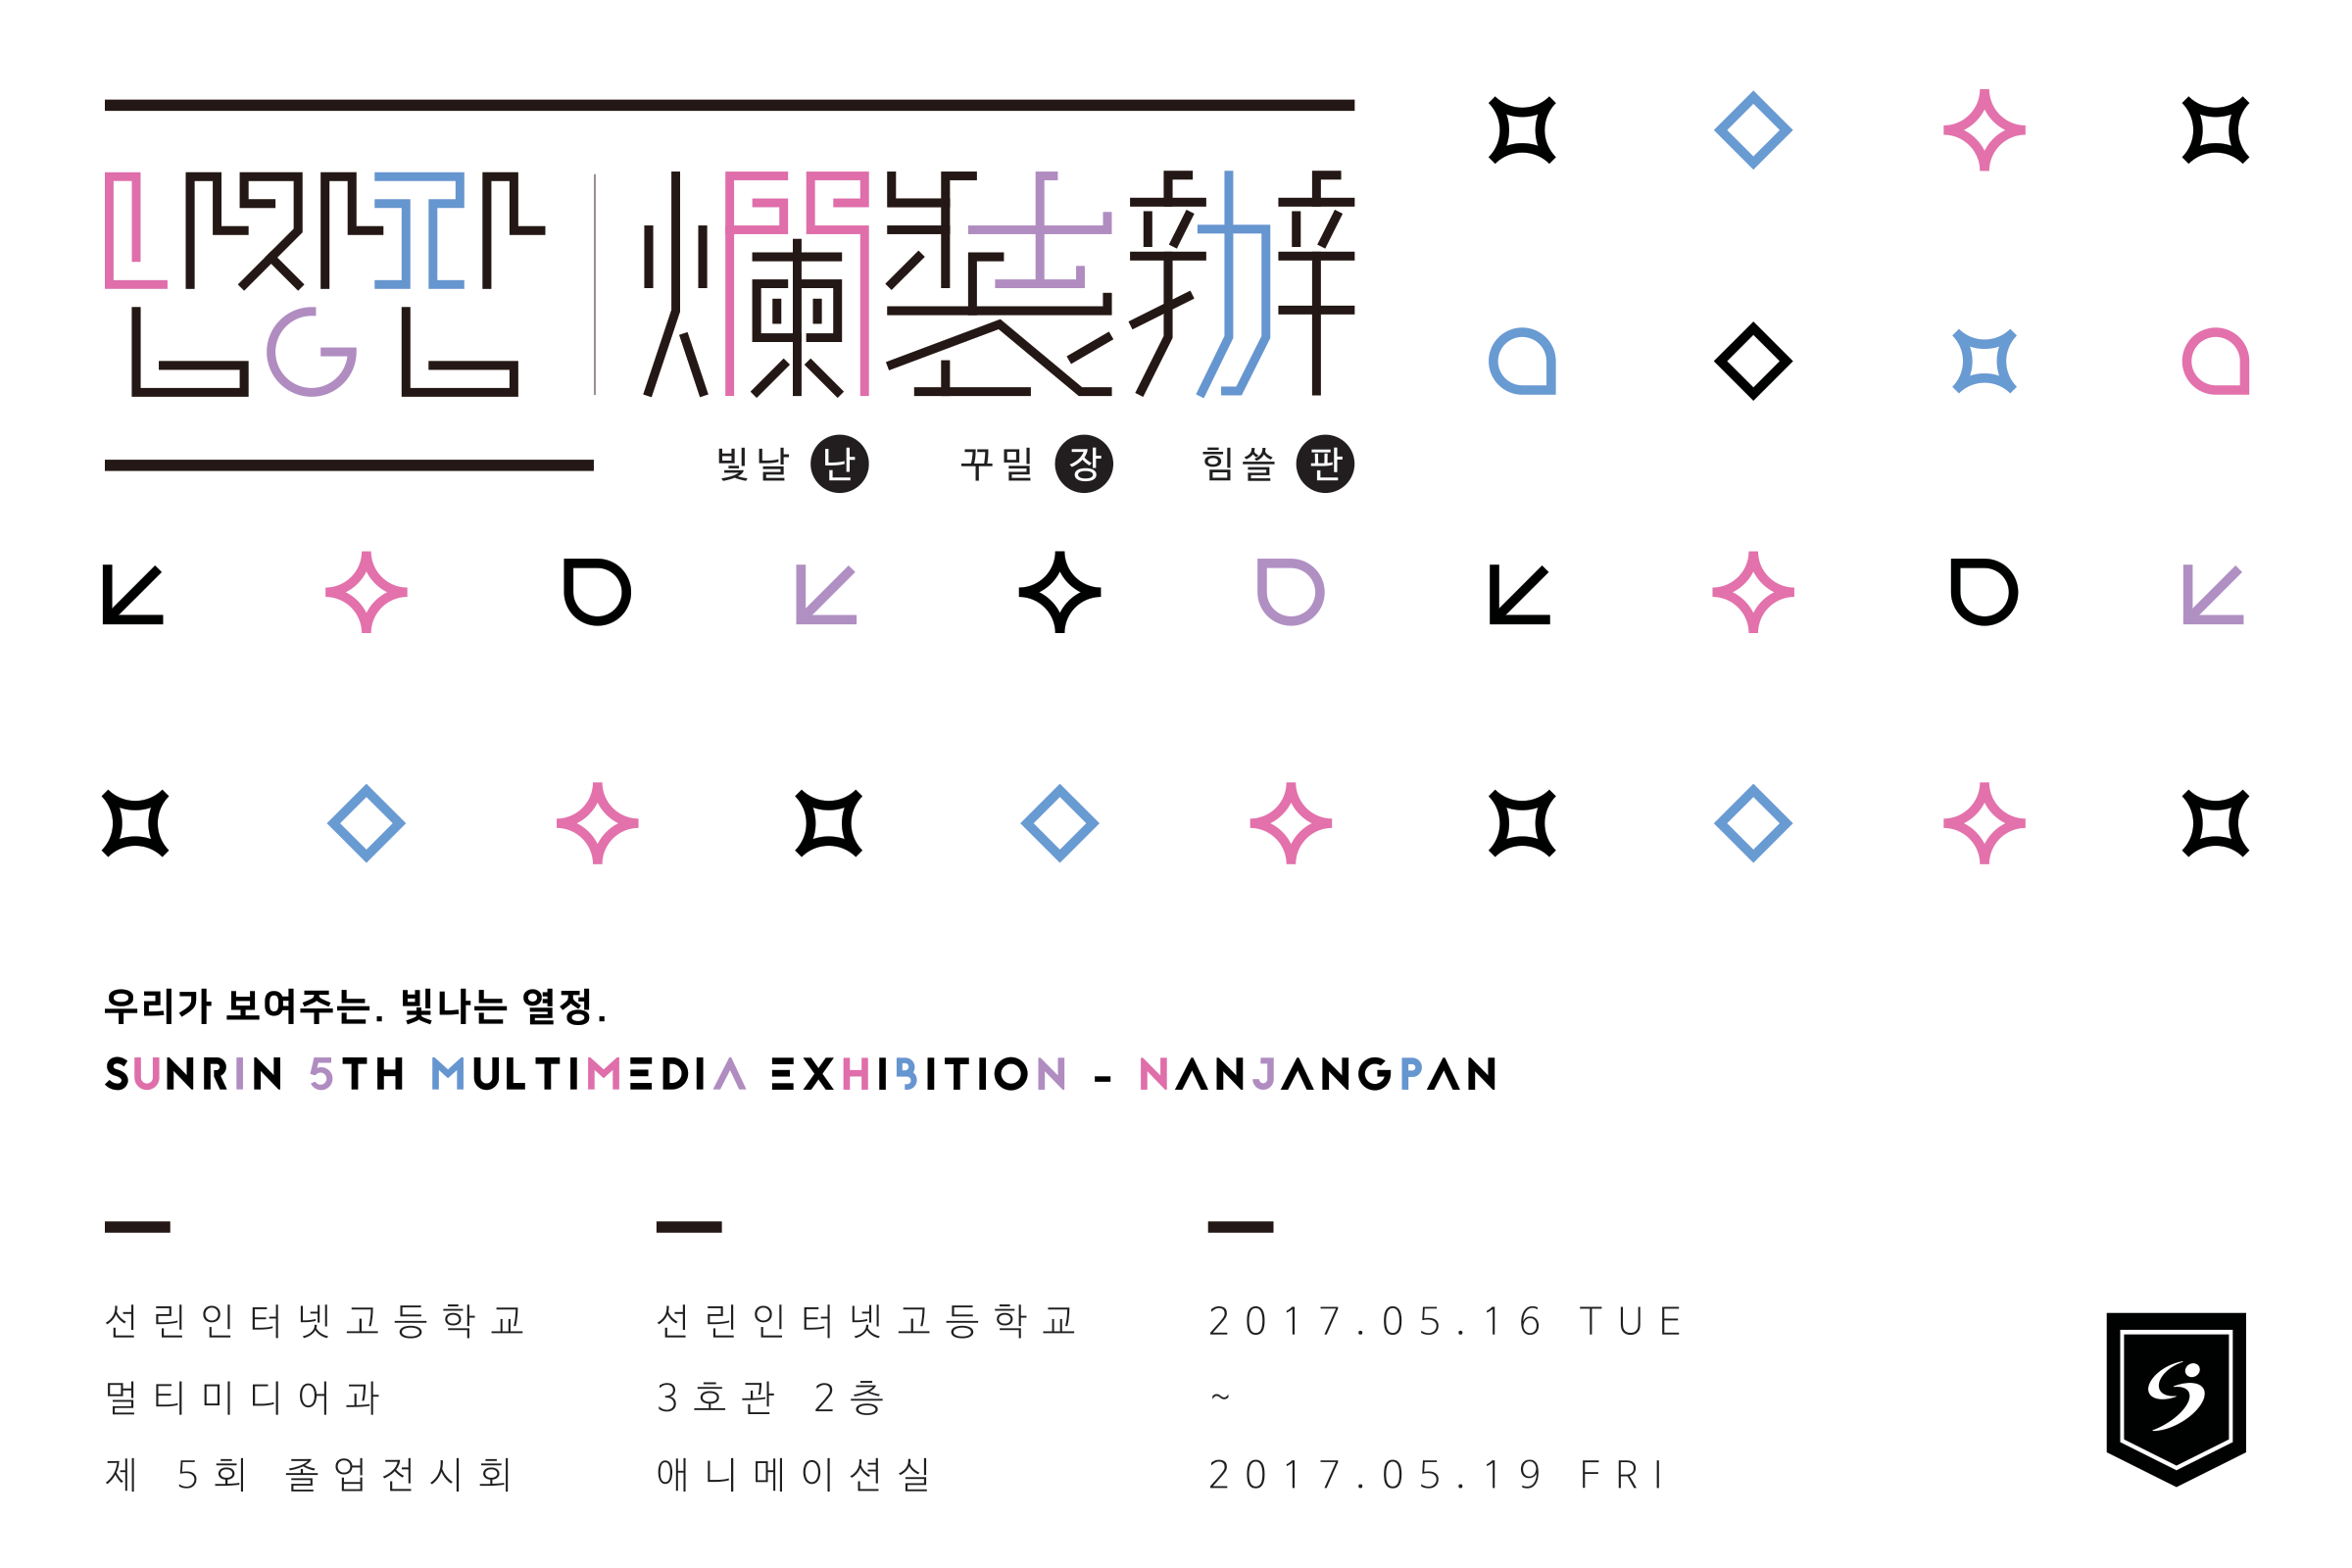 난장판
爛裝辦
빛날 난 꾸밀 장 힘쓸 판
우리가 보여주는. 빛나는 열정.
SUNRIN 5TH MULTIMEDIA EXHIBITION - NANJANGPAN
선린인터넷고등학교
멀티미디어과
제 5회 졸업전시회
선린인터넷고등학교
3호관 2층
애니메이션실
2017.05.16 TUE
~
2017.05.19 FRI